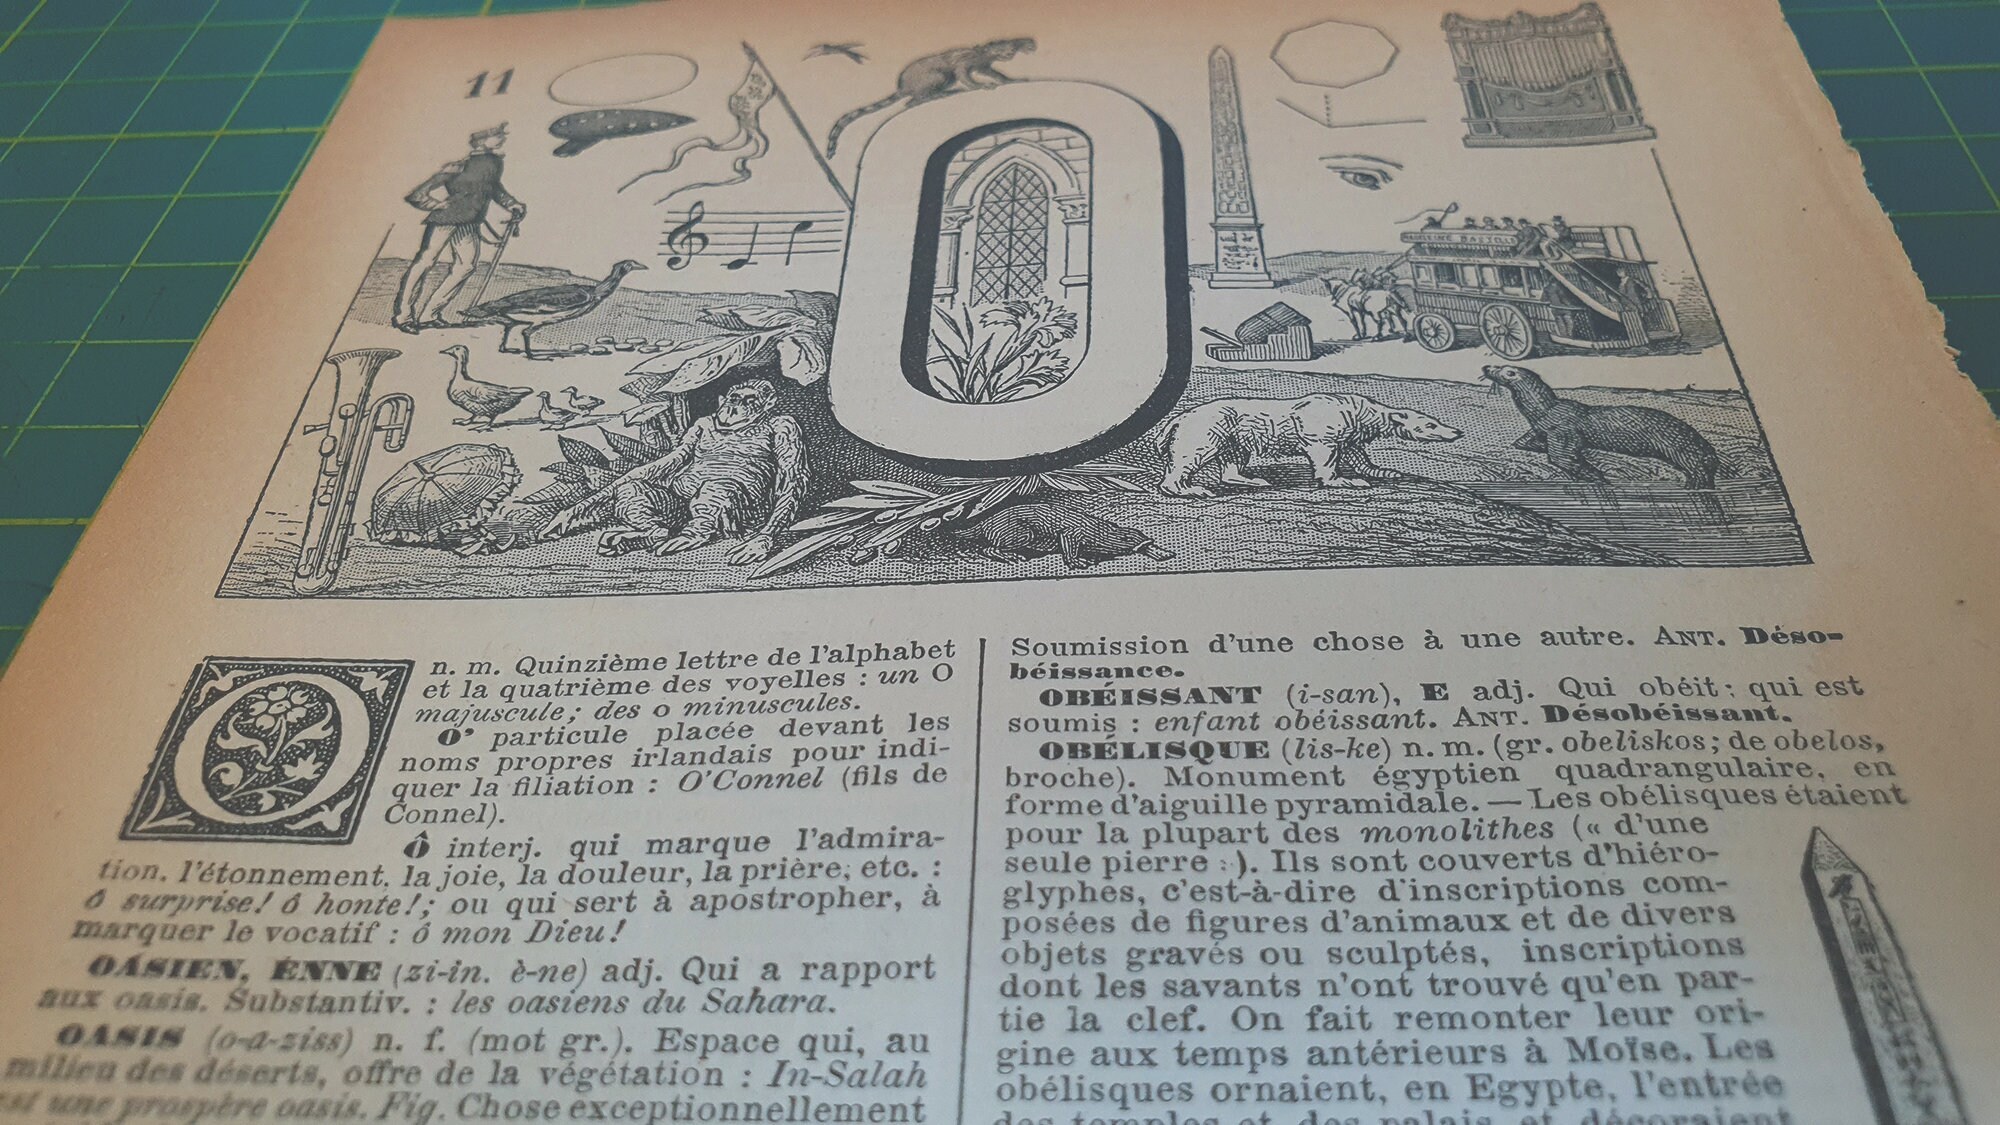 11
MADELEINE BASTILLE
O
n. m. Quinzième lettre de l'alphabet
et la quatrième des voyelles : un O
majuscule; des o minuscules.
O' particule placée devant les
noms propres irlandais pour indi-
quer la filiation : O'Connel (fils de
Connel).
Ô interj. qui marque l'admira-
tion, l'étonnement, la joie, la douleur, la prière, etc. :
ô surprise! ô honte!; ou qui sert à apostropher, à
marquer le vocatif : ô mon Dieu!
OASIEN, ENNE (zi-in, è-ne) adj. Qui a rapport
aux oasis. Substantiv. : les oasiens du Sahara.
OASIS (o-a-ziss) n. f. (mot gr.). Espace qui, au
milieu des déserts, offre de la végétation : In-Salah
est une prospère oasis. Fig. Chose exceptionnellement
Soumission d'une chose à une autre. ANT. Déso-
béissance.
OBÉISSANT (i-san), E adj. Qui obéit; qui est
soumis : enfant obéissant. ANT. Désobéissant.
OBÉLISQUE (lis-ke) n. m. (gr. obeliskos; de obelos,
broche). Monument égyptien quadrangulaire, en
forme d'aiguille pyramidale. — Les obélisques étaient
pour la plupart des monolithes (« d'une
seule pierre »). Ils sont couverts d'hiéro-
glyphes, c'est-à-dire d'inscriptions com-
posées de figures d'animaux et de divers
objets gravés ou sculptés, inscriptions
dont les savants n'ont trouvé qu'en par-
tie la clef. On fait remonter leur ori-
gine aux temps antérieurs à Moïse. Les
obélisques ornaient, en Egypte, l'entrée
des temples et des palais et décoraient